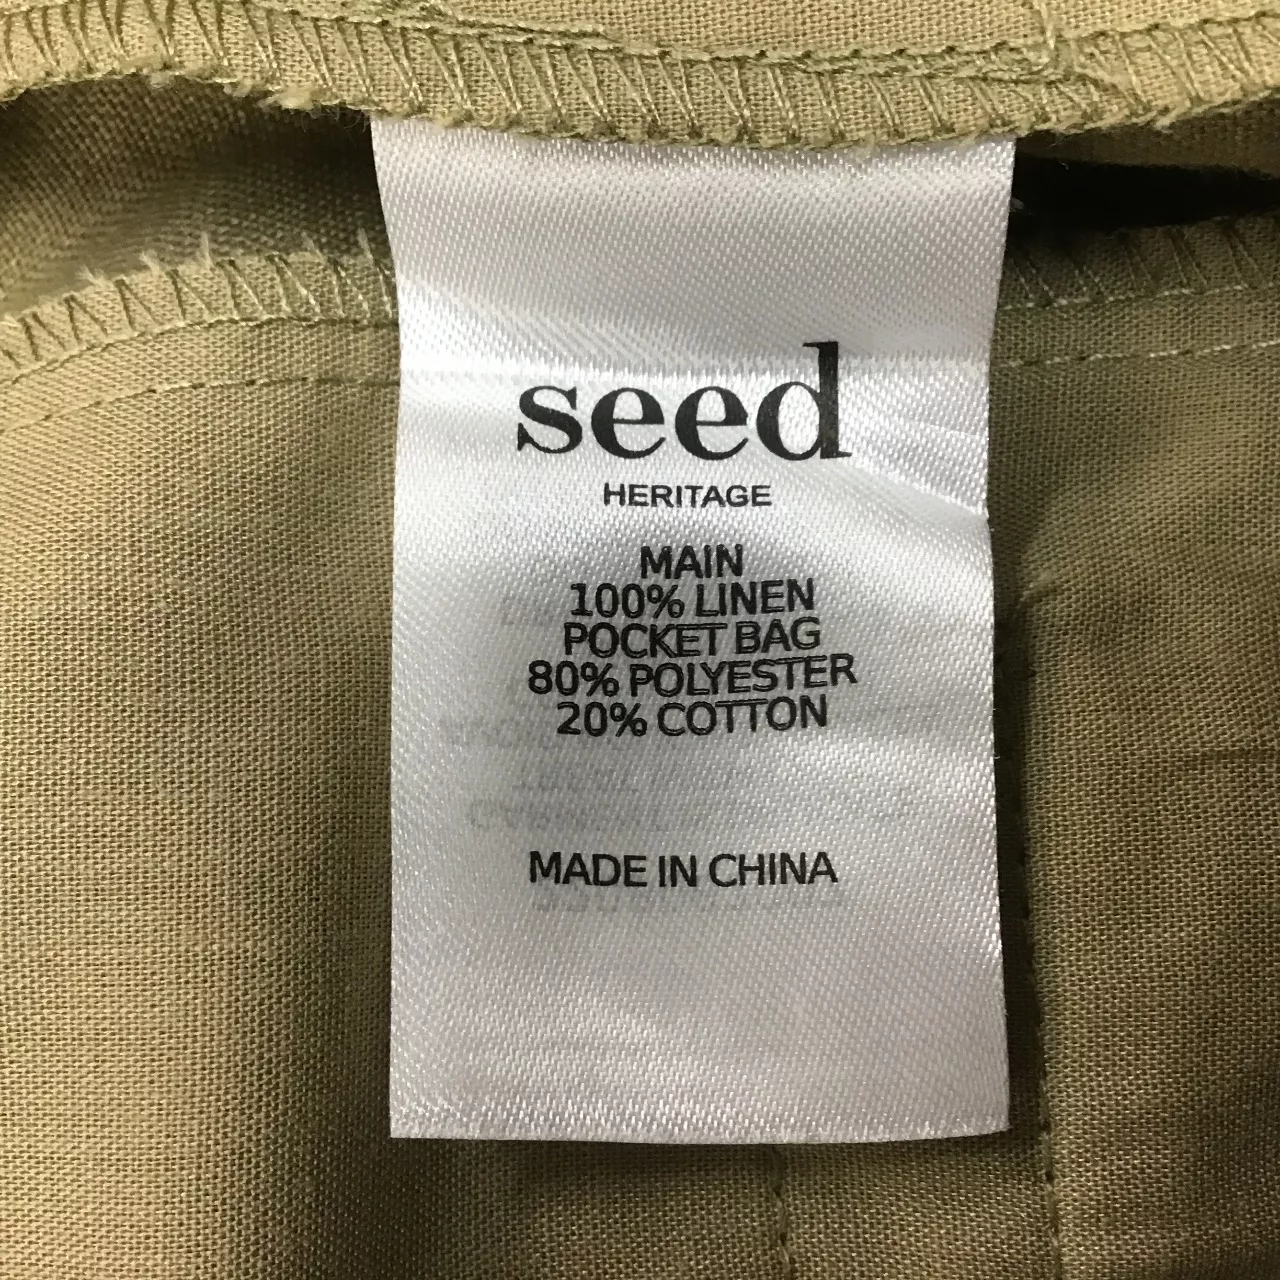 seed
HERITAGE
MAIN
100% LINEN
POCKET BAG
80% POLYESTER
20% COTTON
MADE IN CHINA